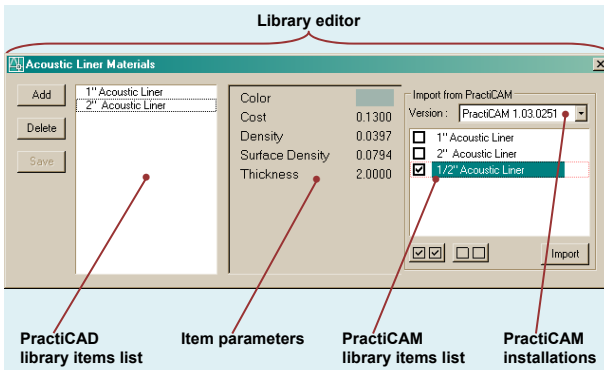 Library editor
Acoustic Liner Materials
Add
Delete
Save
1" Acoustic Liner
2" Acoustic Liner
Color
Cost 0.1300
Density 0.0397
Surface Density 0.0794
Thickness 2.0000
Import from PractiCAM
Version : PractiCAM 1.03.0251
1" Acoustic Liner
2" Acoustic Liner
1/2" Acoustic Liner
Import
PractiCAD
library items list
Item parameters
PractiCAM
library items list
PractiCAM
installations